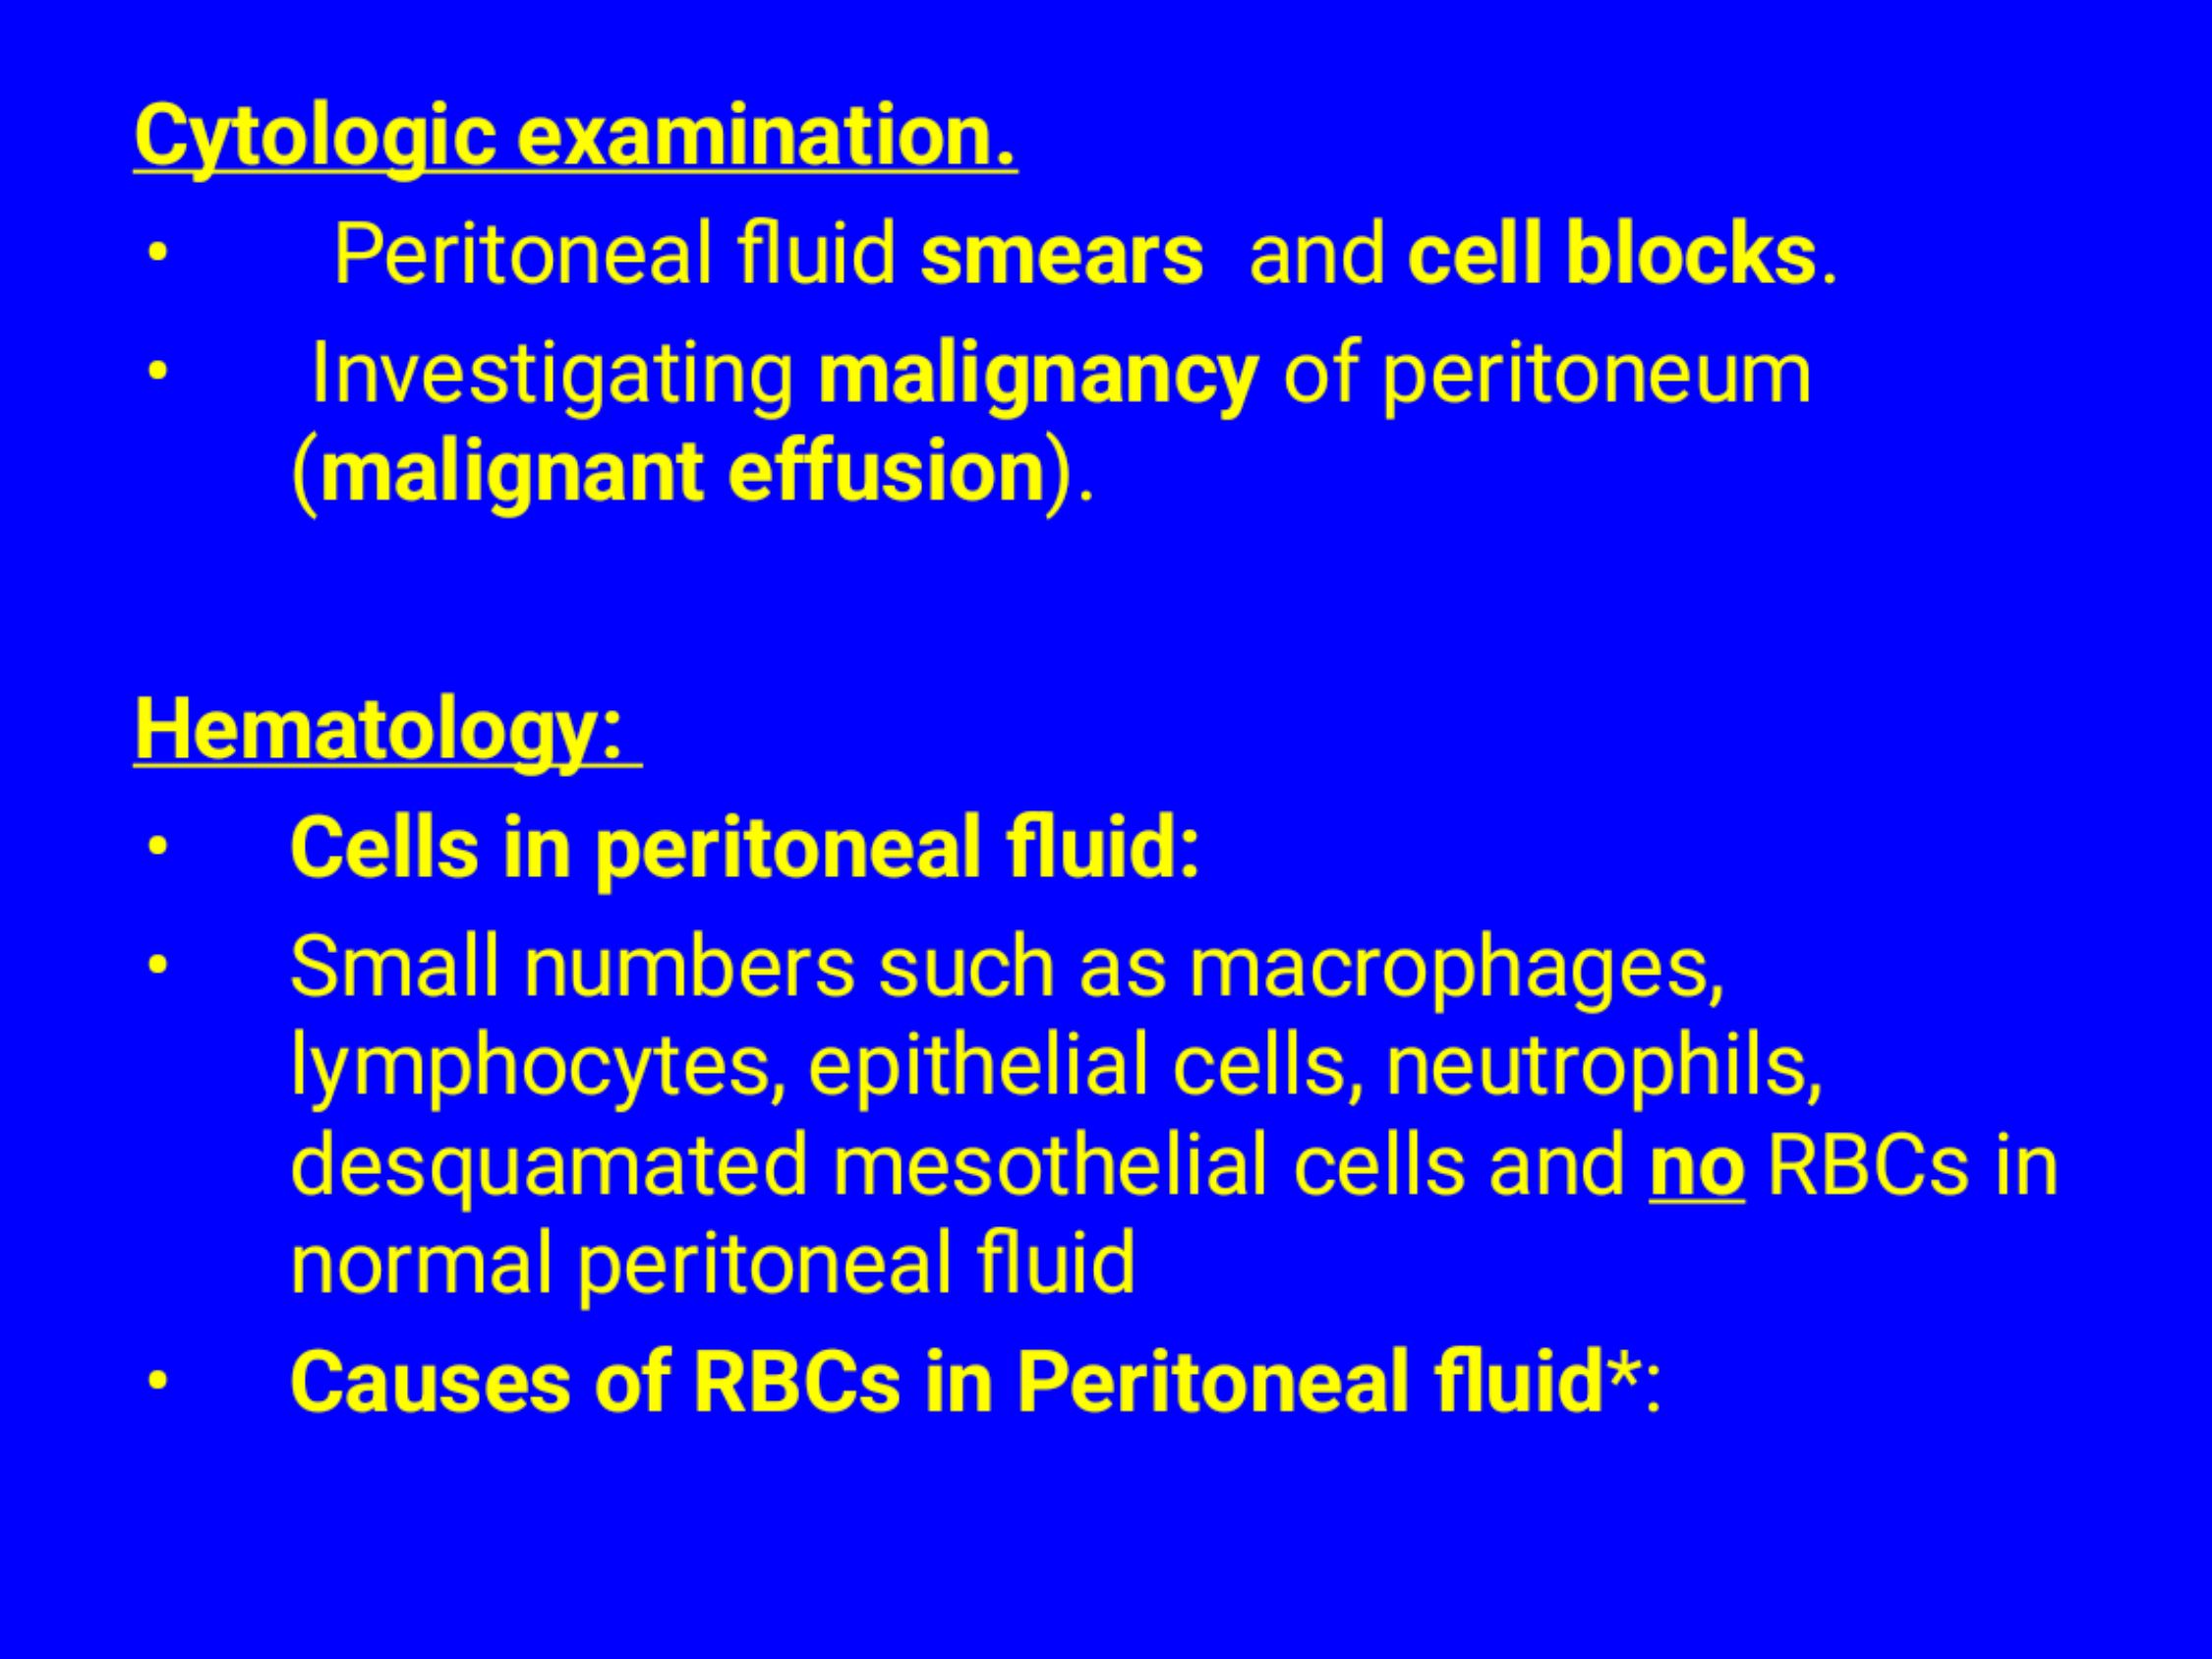 Cytologic examination.
• Peritoneal fluid smears and cell blocks.
• Investigating malignancy of peritoneum
(malignant effusion).
Hematology:
• Cells in peritoneal fluid:
• Small numbers such as macrophages,
lymphocytes, epithelial cells, neutrophils,
desquamated mesothelial cells and no RBCs in
normal peritoneal fluid
• Causes of RBCs in Peritoneal fluid*: